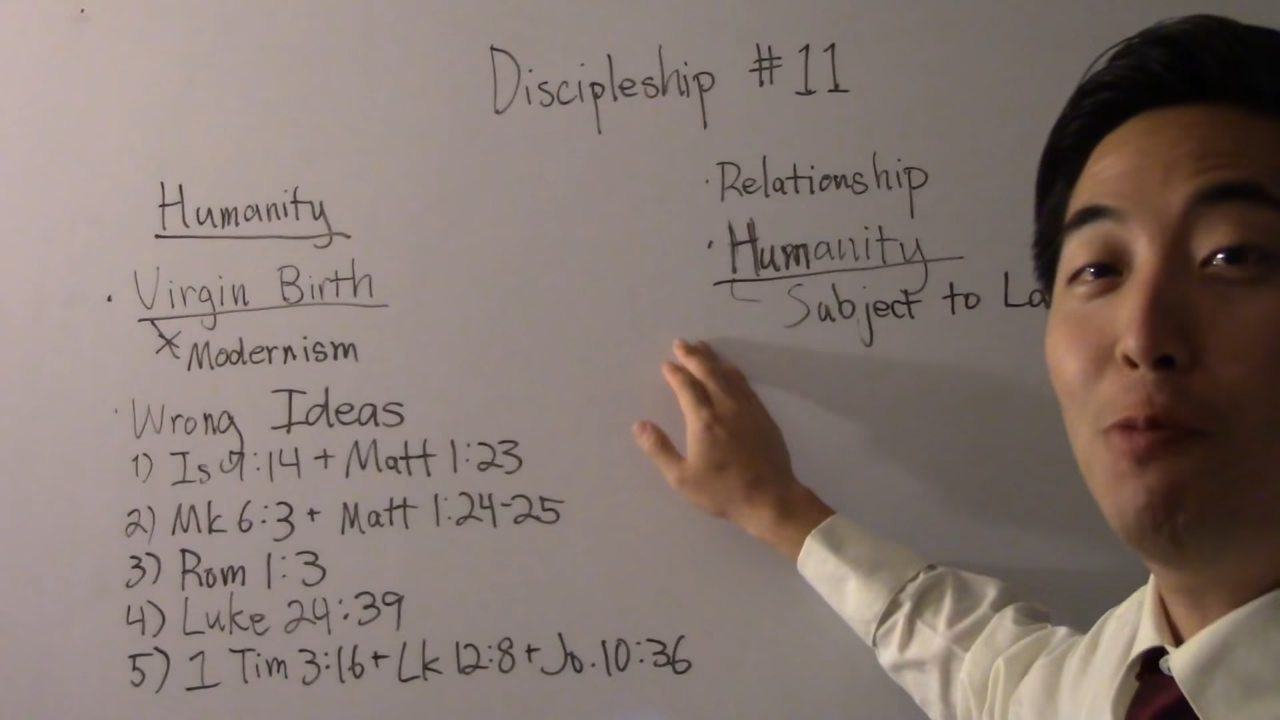 Discipleship #11
Humanity
· Virgin Birth
x Modernism
· Wrong Ideas
1) Is 7:14 + Matt 1:23
2) Mk 6:3 + Matt 1:24-25
3) Rom 1:3
4) Luke 24:39
5) 1 Tim 3:16 + Lk 12:8 + Jo. 10:36
· Relationship
· Humanity
Subject to La